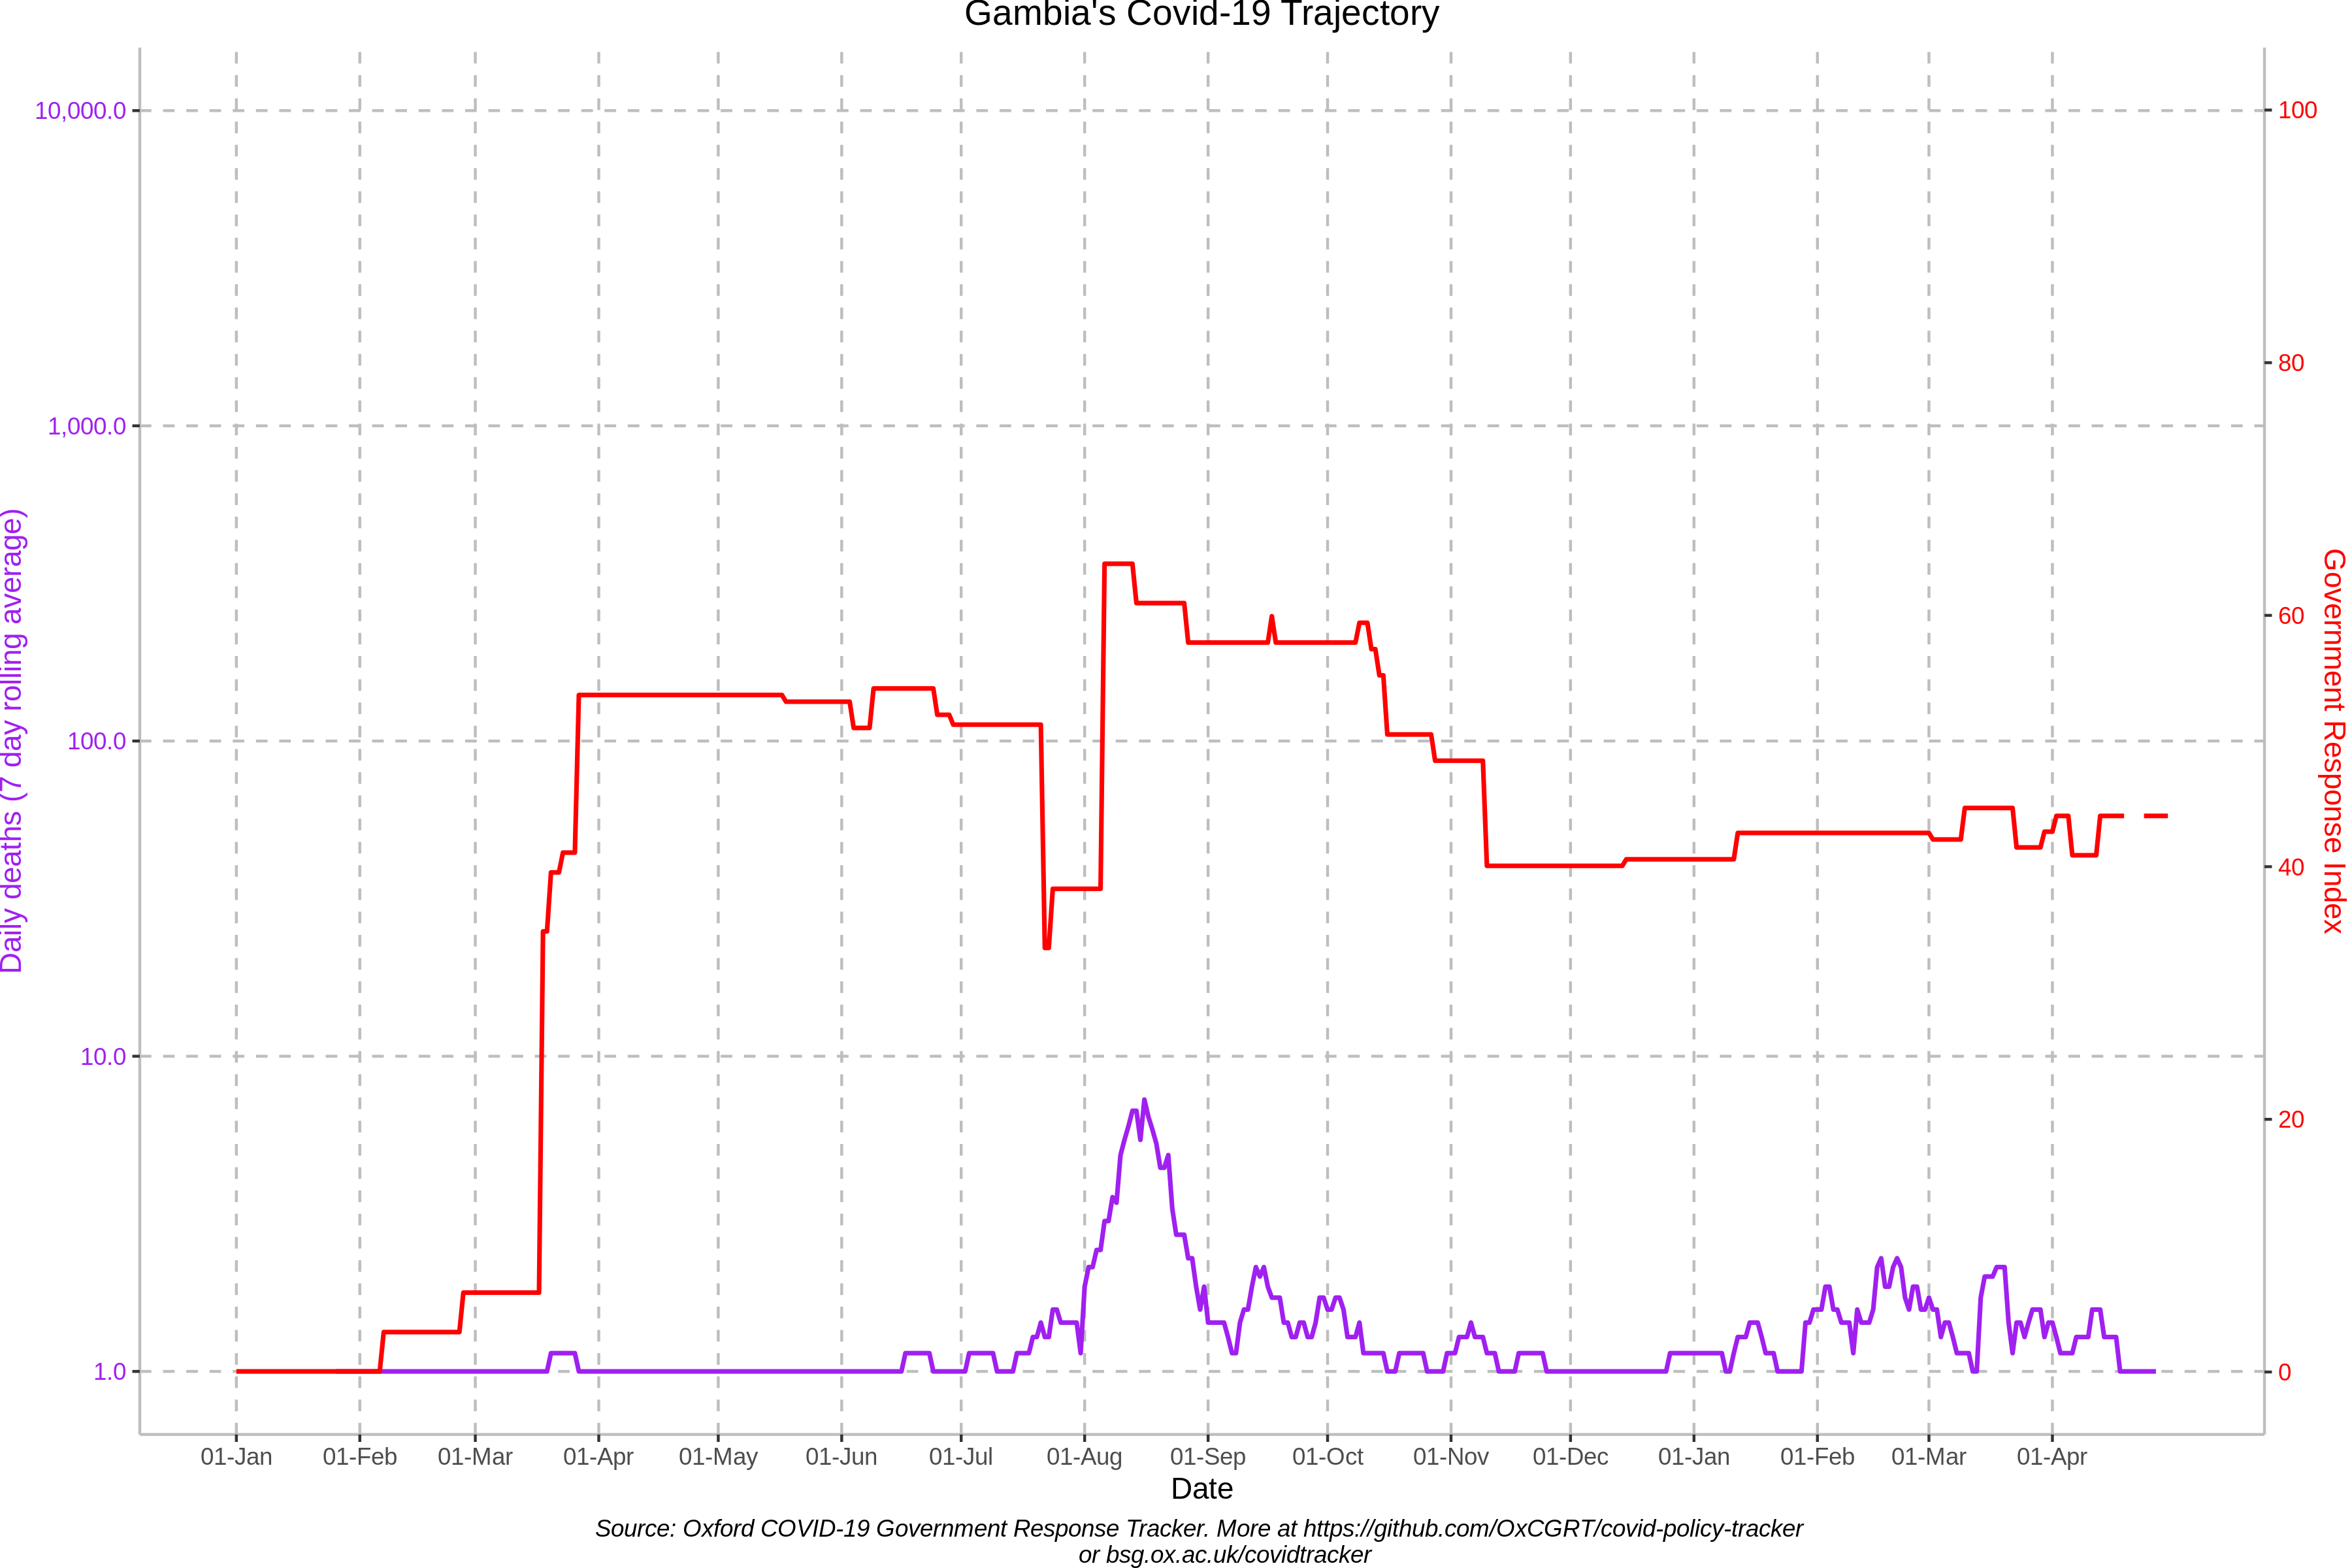 Gambia's Covid-19 Trajectory
10,000.0
1,000.0
100.0
10.0
1.0
Daily deaths (7 day rolling average)
100
80
60
40
20
0
Government Response Index
01-Jan 01-Feb 01-Mar 01-Apr 01-May 01-Jun 01-Jul 01-Aug 01-Sep 01-Oct 01-Nov 01-Dec 01-Jan 01-Feb 01-Mar 01-Apr
Date
Source: Oxford COVID-19 Government Response Tracker. More at https://github.com/OxCGRT/covid-policy-tracker
or bsg.ox.ac.uk/covidtracker